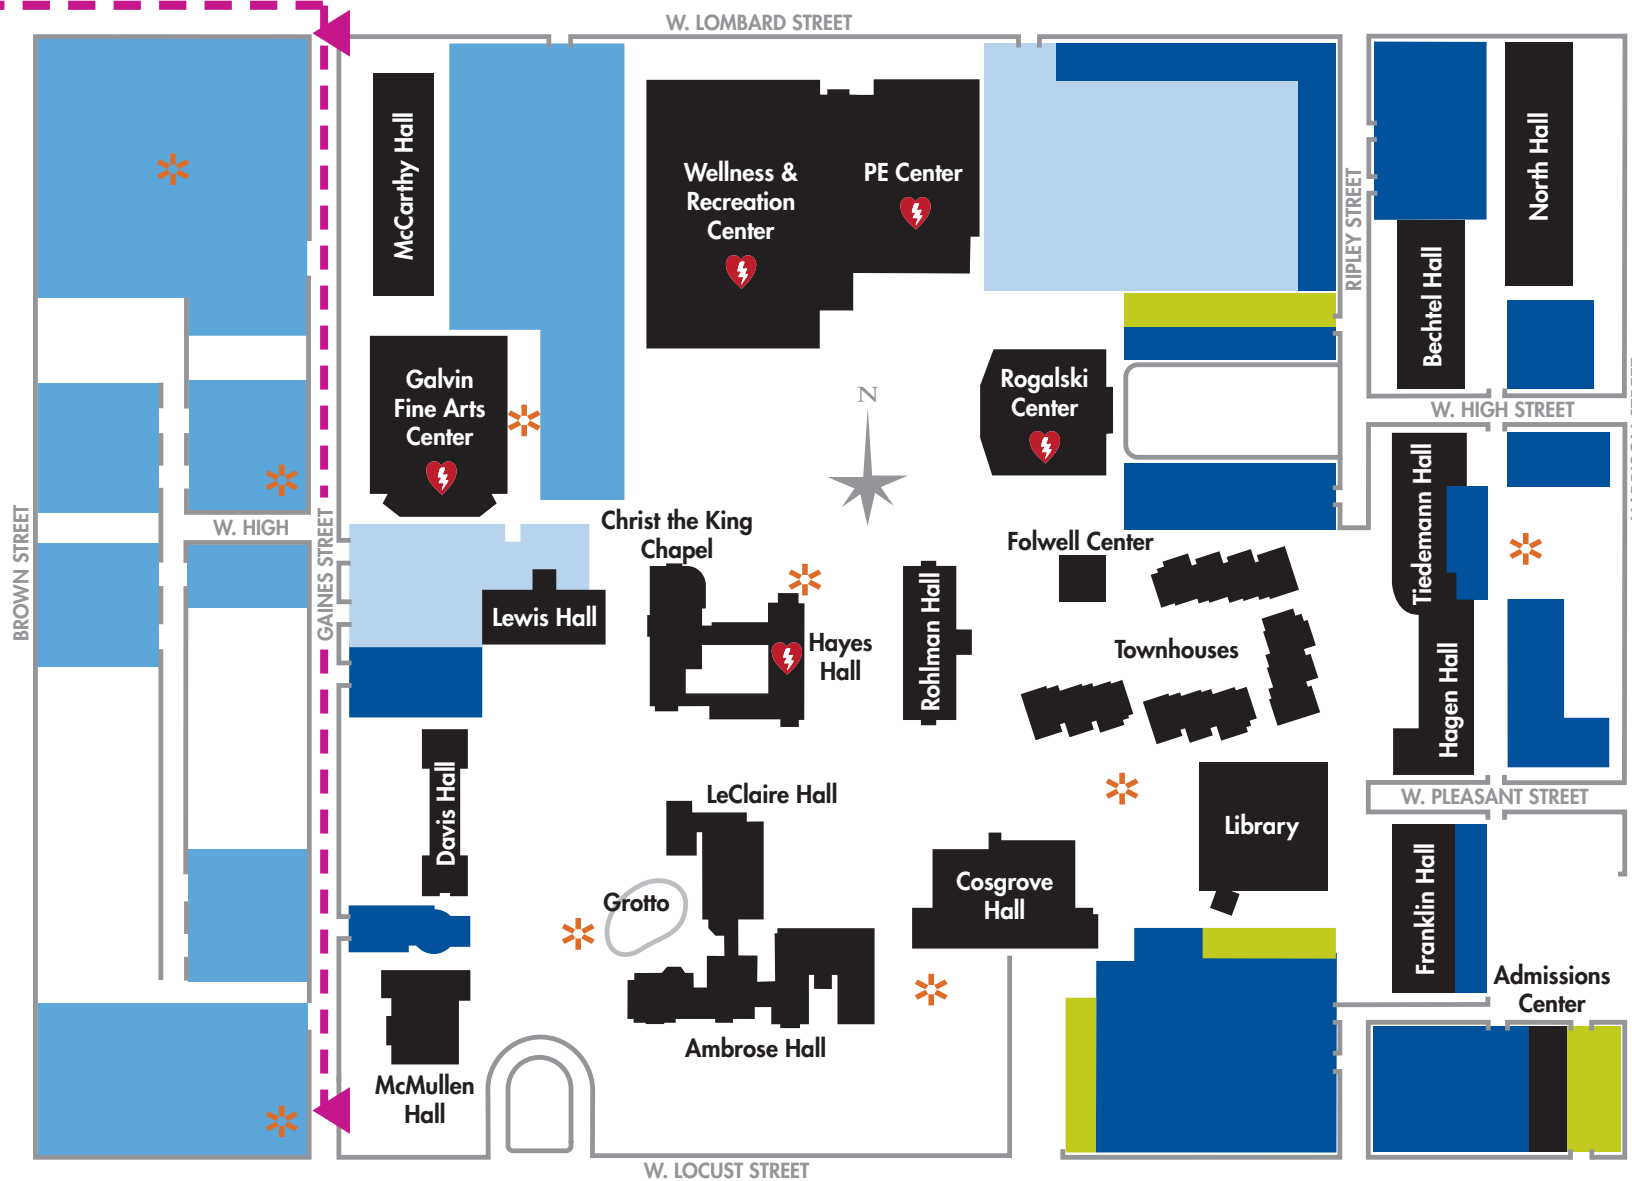 W. LOMBARD STREET
McCarthy Hall
Wellness &
Recreation
Center
PE Center
RIPLEY STREET
North Hall
Bechtel Hall
Galvin
Fine Arts
Center
N
Rogalski
Center
W. HIGH STREET
BROWN STREET
W. HIGH
GAINES STREET
Christ the King
Chapel
Folwell Center
Tiedemann Hall
Lewis Hall
Hayes
Hall
Rohlman Hall
Townhouses
Hagen Hall
Davis Hall
LeClaire Hall
W. PLEASANT STREET
Library
Grotto
Cosgrove
Hall
Franklin Hall
Admissions
Center
Ambrose Hall
McMullen
Hall
W. LOCUST STREET